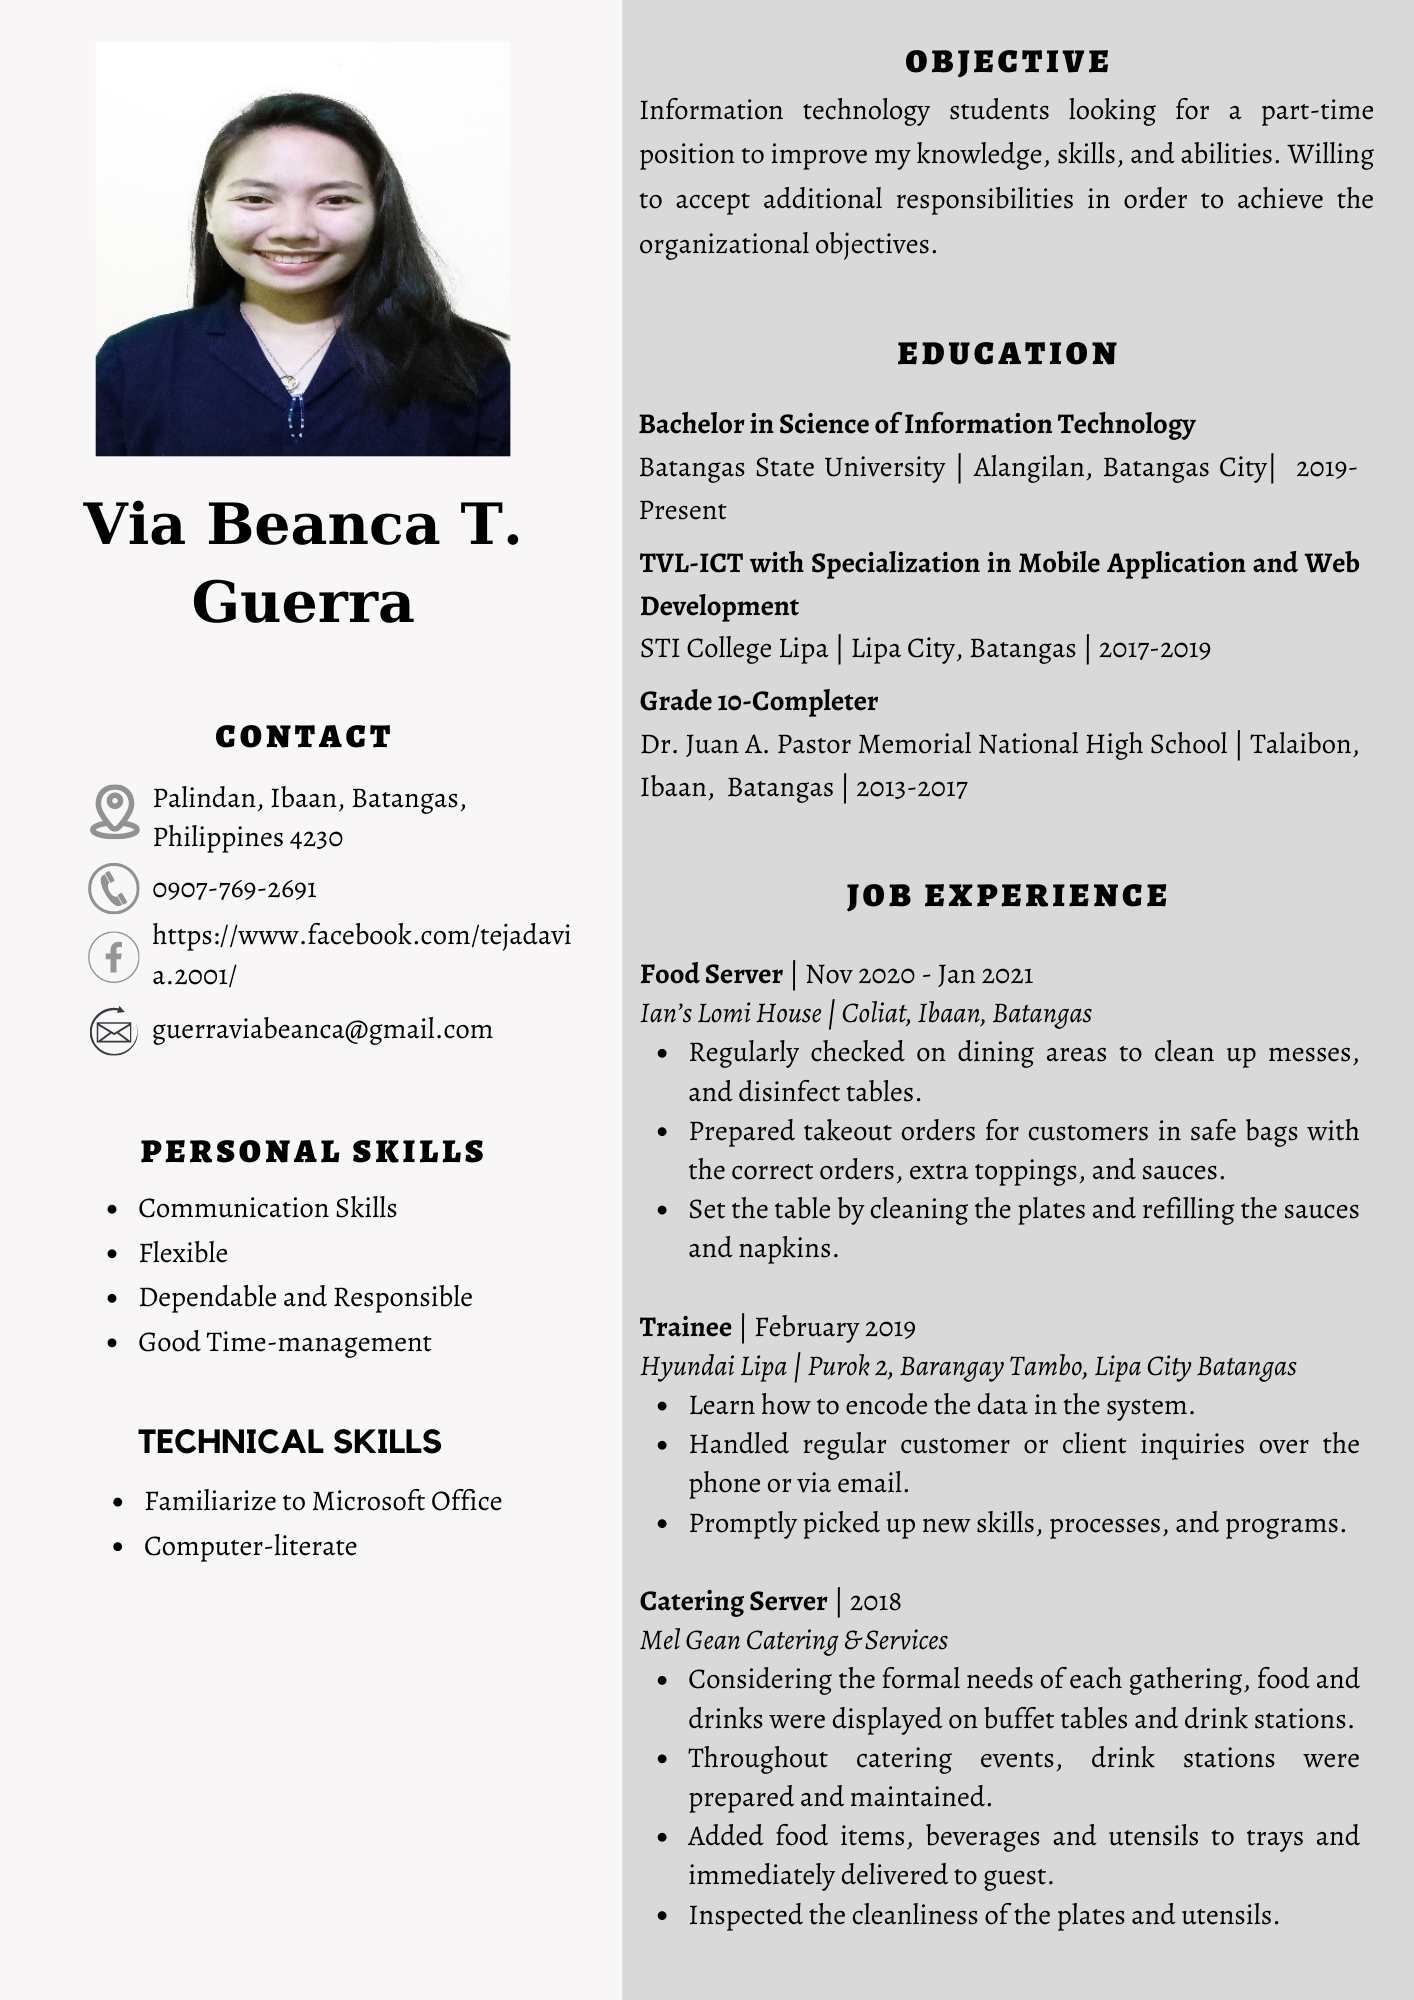 Via Beanca T.
Guerra
CONTACT
Palindan, Ibaan, Batangas,
Philippines 4230
0907-769-2691
https://www.facebook.com/tejadavi
a.2001/
guerraviabeanca@gmail.com
PERSONAL SKILLS
• Communication Skills
• Flexible
• Dependable and Responsible
• Good Time-management
TECHNICAL SKILLS
• Familiarize to Microsoft Office
• Computer-literate
OBJECTIVE
Information technology students looking for a part-time
position to improve my knowledge, skills, and abilities. Willing
to accept additional responsibilities in order to achieve the
organizational objectives.
EDUCATION
Bachelor in Science of Information Technology
Batangas State University | Alangilan, Batangas City| 2019-
Present
TVL-ICT with Specialization in Mobile Application and Web
Development
STI College Lipa | Lipa City, Batangas | 2017-2019
Grade 10-Completer
Dr. Juan A. Pastor Memorial National High School | Talaibon,
Ibaan, Batangas | 2013-2017
JOB EXPERIENCE
Food Server | Nov 2020 - Jan 2021
Ian's Lomi House | Coliat, Ibaan, Batangas
• Regularly checked on dining areas to clean up messes,
and disinfect tables.
• Prepared takeout orders for customers in safe bags with
the correct orders, extra toppings, and sauces.
• Set the table by cleaning the plates and refilling the sauces
and napkins.
Trainee | February 2019
Hyundai Lipa | Purok 2, Barangay Tambo, Lipa City Batangas
• Learn how to encode the data in the system.
• Handled regular customer or client inquiries over the
phone or via email.
• Promptly picked up new skills, processes, and programs.
Catering Server | 2018
Mel Gean Catering & Services
• Considering the formal needs of each gathering, food and
drinks were displayed on buffet tables and drink stations.
• Throughout catering events, drink stations were
prepared and maintained.
• Added food items, beverages and utensils to trays and
immediately delivered to guest.
• Inspected the cleanliness of the plates and utensils.